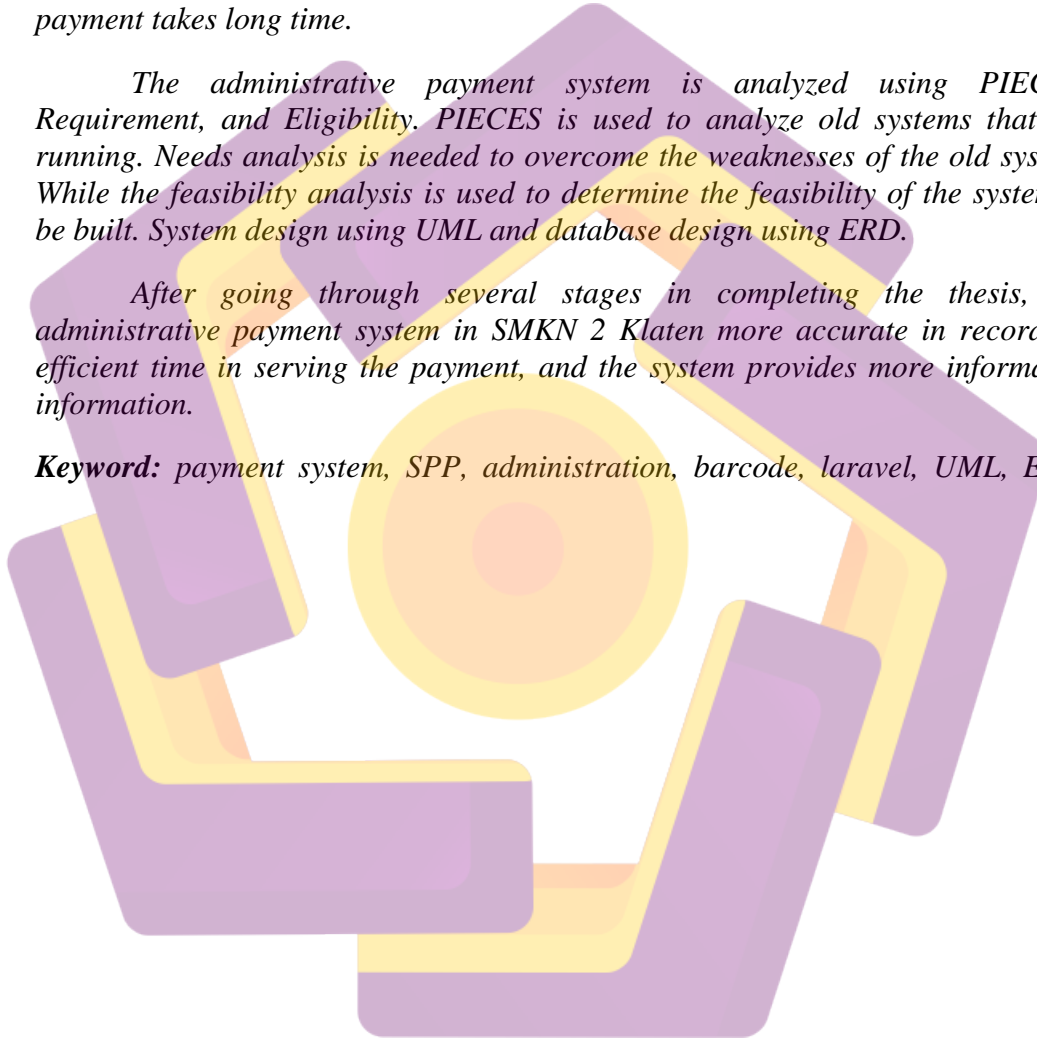 payment takes long time.
The administrative payment system is analyzed using
Requirement, and Eligibility. PIECES is used to analyze old systems that
running. Needs analysis is needed to overcome the weaknesses of the old
While the feasibility analysis is used to determine the feasibility of the
be built. System design using UML and database design using ERD.
After going through several stages in completing the thesis,
administrative payment system in SMKN 2 Klaten more accurate in
efficient time in serving the payment, and the system provides more
information.
Keyword: payment system, SPP, administration, barcode, laravel, UML,